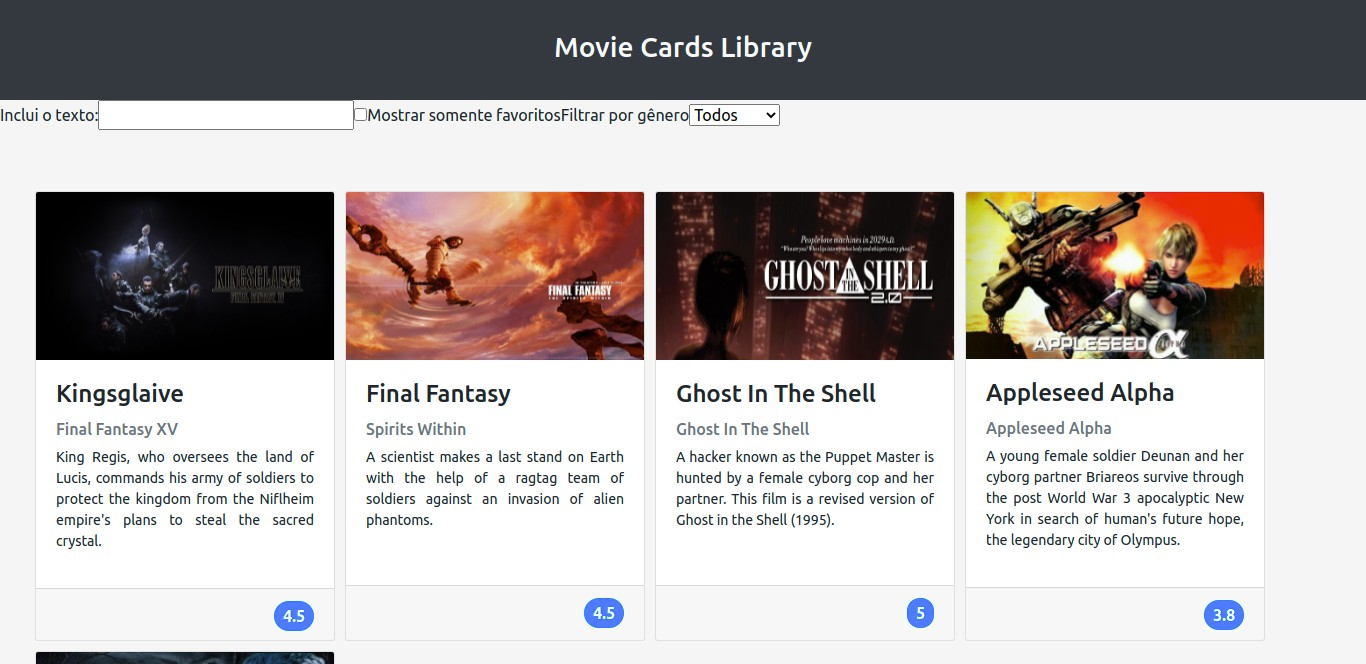 Movie Cards Library
Inclui o texto: Mostrar somente favoritos Filtrar por gênero Todos
KINGSGLAIVE
FINAL FANTASY XV
Kingsglaive
Final Fantasy XV
King Regis, who oversees the land of
Lucis, commands his army of soldiers to
protect the kingdom from the Niflheim
empire's plans to steal the sacred
crystal.
4.5
FINAL FANTASY
THE SPIRITS WITHIN
Final Fantasy
Spirits Within
A scientist makes a last stand on Earth
with the help of a ragtag team of
soldiers against an invasion of alien
phantoms.
4.5
People love machines in 2029 A.D.
GHOST IN THE SHELL
2.0
Ghost In The Shell
Ghost In The Shell
A hacker known as the Puppet Master is
hunted by a female cyborg cop and her
partner. This film is a revised version of
Ghost in the Shell (1995).
5
APPLESEED α
Appleseed Alpha
Appleseed Alpha
A young female soldier Deunan and her
cyborg partner Briareos survive through
the post World War 3 apocalyptic New
York in search of human's future hope,
the legendary city of Olympus.
3.8